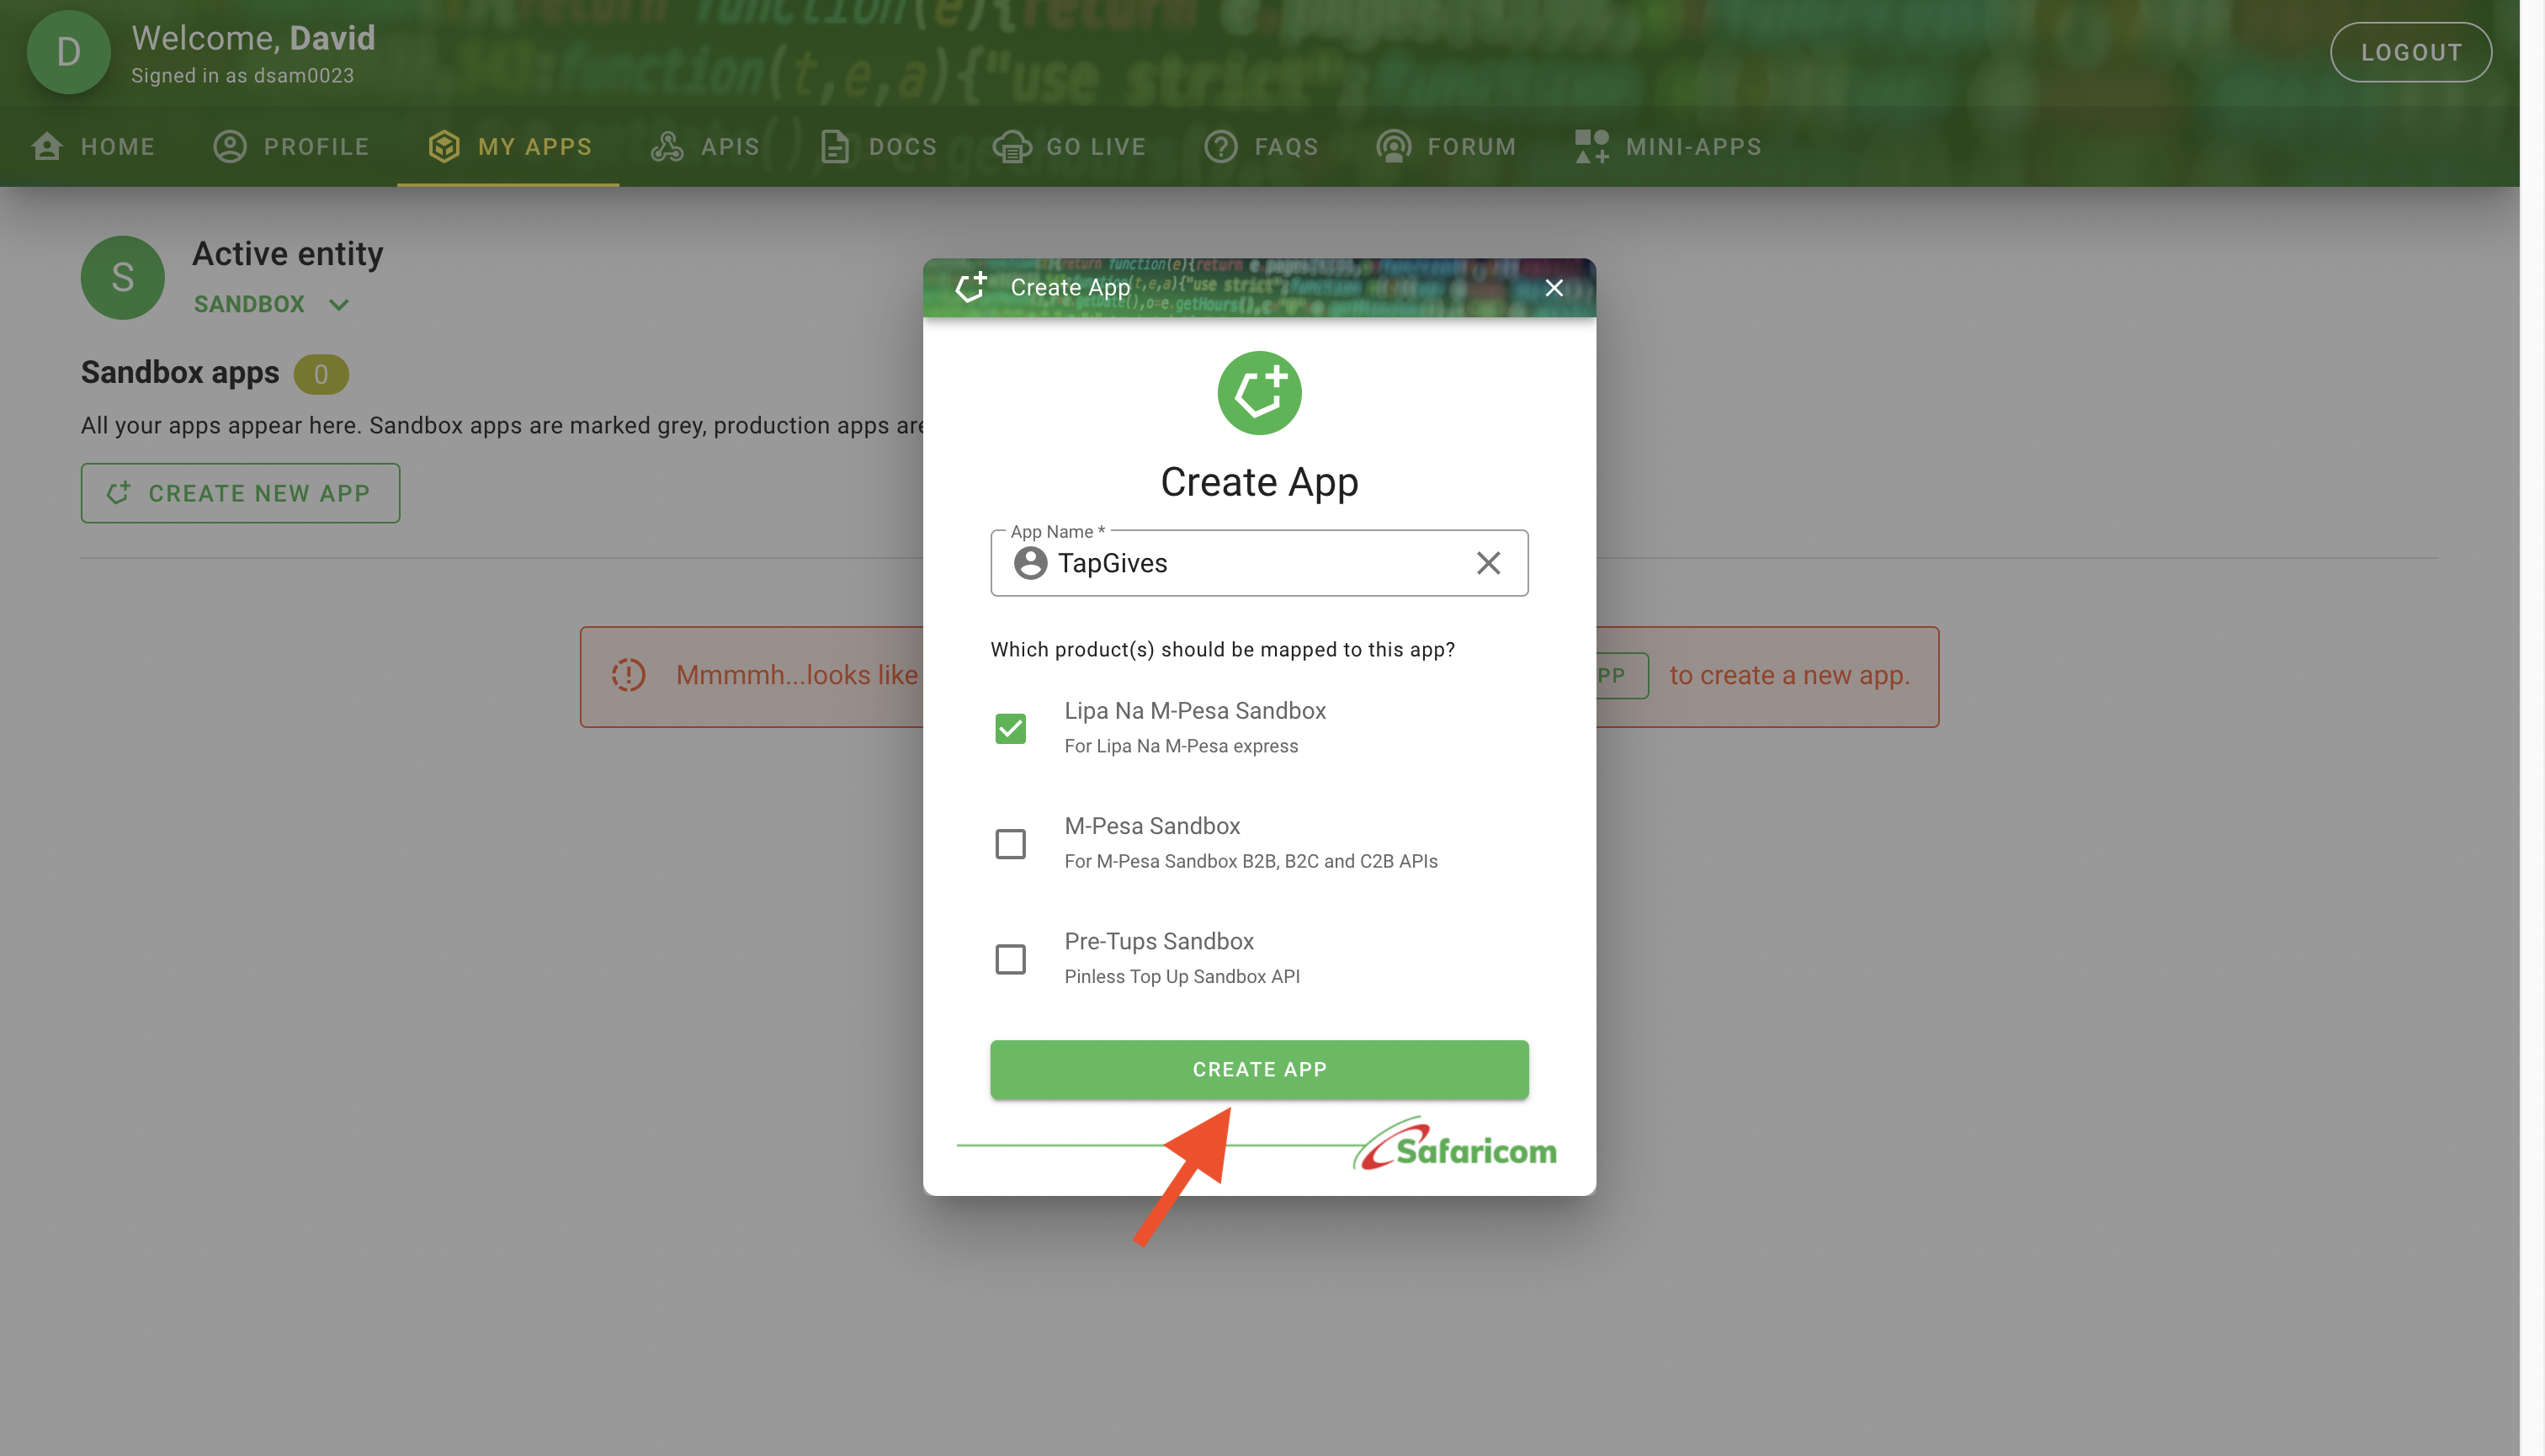 D
Welcome, David
Signed in as dsam0023
LOGOUT
HOME
PROFILE
MY APPS
APIS
DOCS
GO LIVE
FAQS
FORUM
MINI-APPS
S
Active entity
SANDBOX
Sandbox apps 0
All your apps appear here. Sandbox apps are marked grey, production apps are
CREATE NEW APP
Mmmmh...looks like
PP
to create a new app.
Create App
Create App
App Name *
TapGives
Which product(s) should be mapped to this app?
Lipa Na M-Pesa Sandbox
For Lipa Na M-Pesa express
M-Pesa Sandbox
For M-Pesa Sandbox B2B, B2C and C2B APIs
Pre-Tups Sandbox
Pinless Top Up Sandbox API
CREATE APP
Safaricom